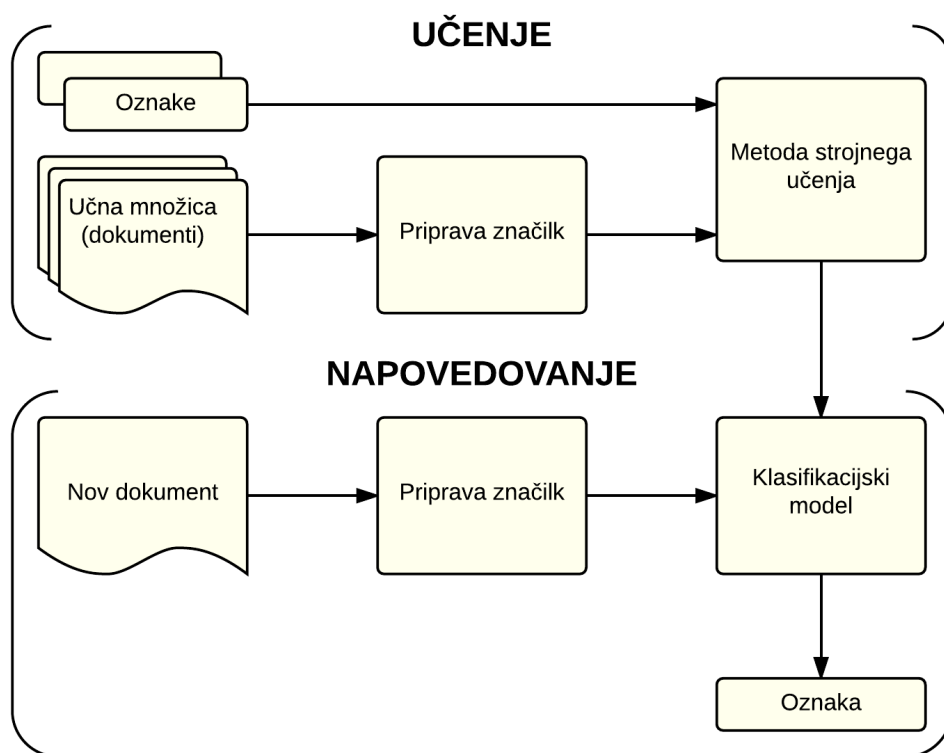 UČENJE
Oznake
Metoda strojnega
učenja
Učna množica
(dokumenti)
Priprava značilk
NAPOVEDOVANJE
Nov dokument
Priprava značilk
Klasifikacijski
model
Oznaka